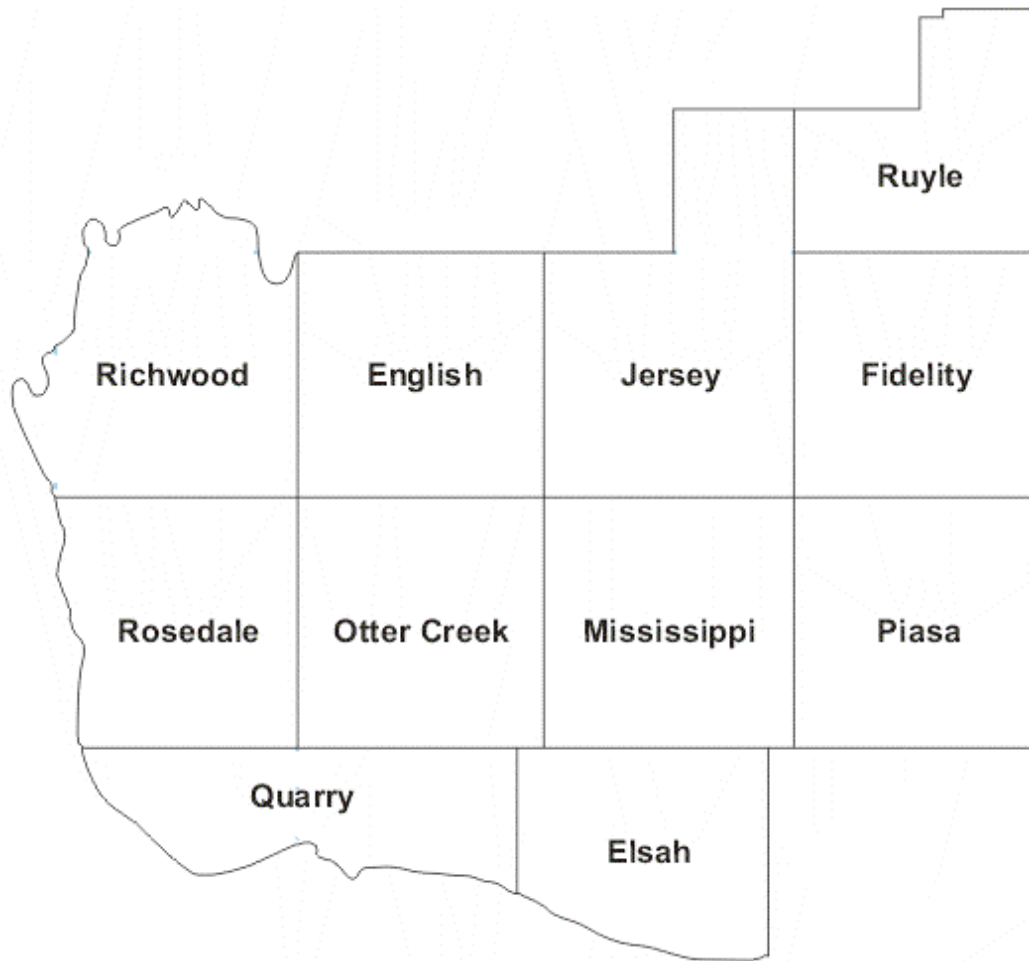 Ruyle
Richwood
English
Jersey
Fidelity
Rosedale
Otter Creek
Mississippi
Piasa
Quarry
Elsah